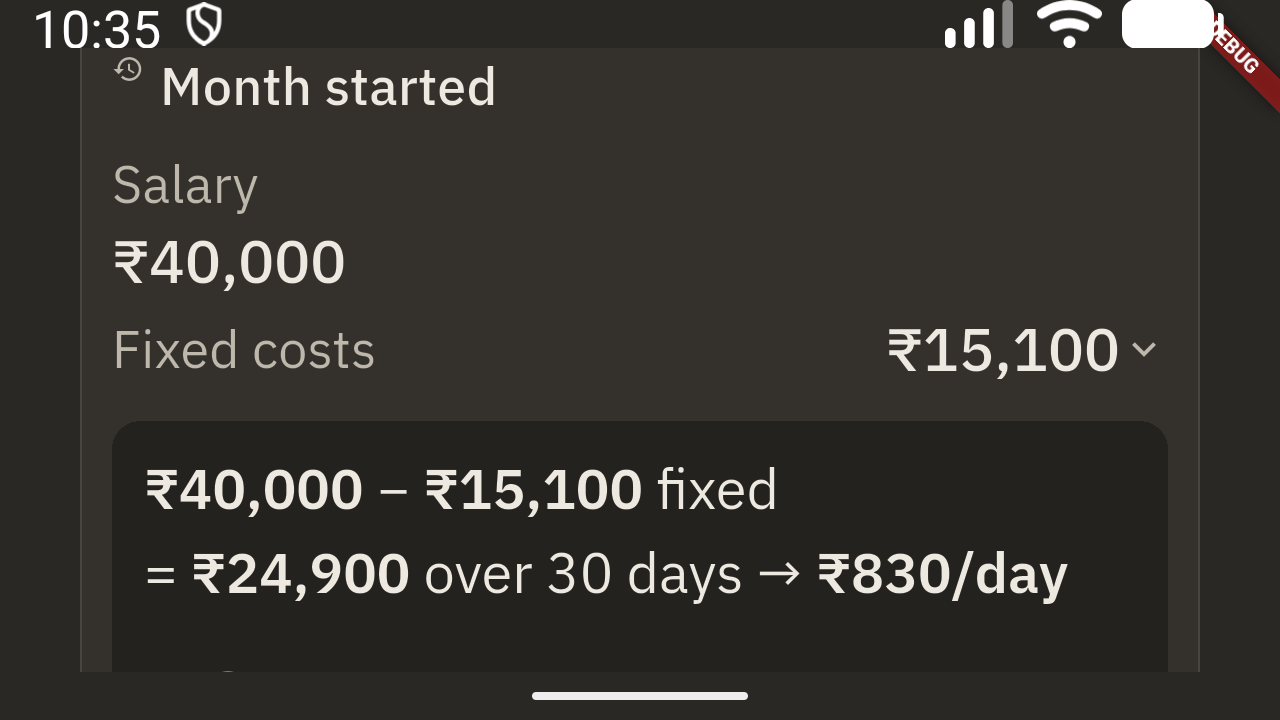 10:35
DEBUG
Month started
Salary
₹40,000
Fixed costs ₹15,100
₹40,000 – ₹15,100 fixed
= ₹24,900 over 30 days → ₹830/day